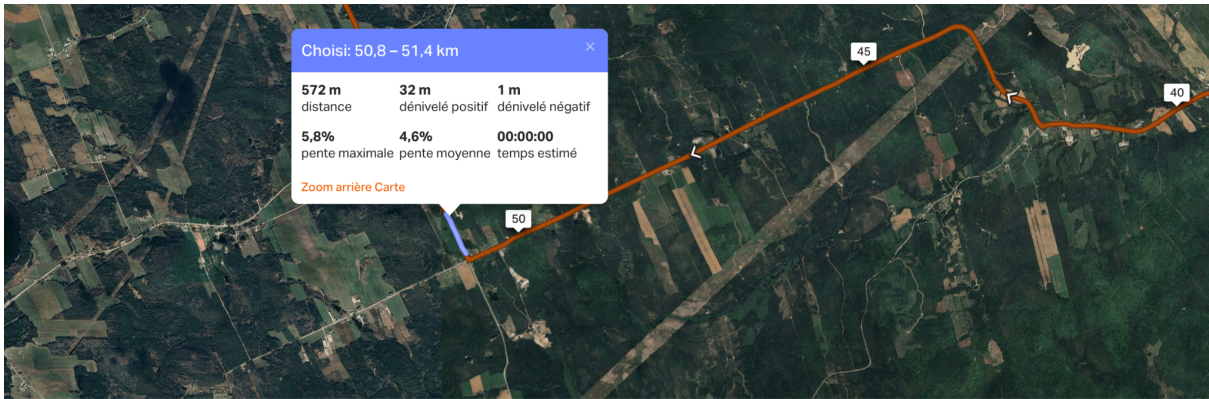 Choisi: 50,8 – 51,4 km
572 m 32 m 1 m
distance dénivelé positif dénivelé négatif
5,8% 4,6% 00:00:00
pente maximale pente moyenne temps estimé
Zoom arrière Carte
45
40
50